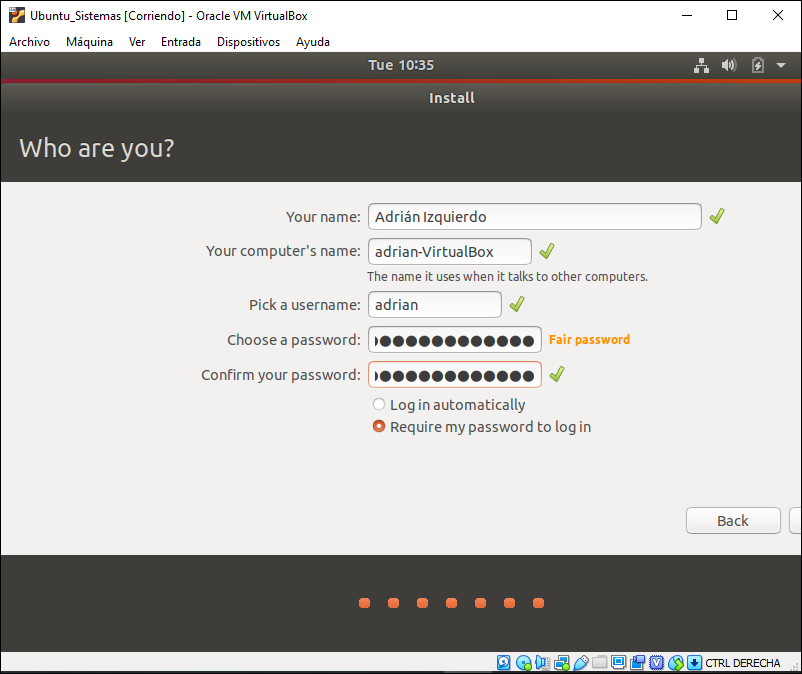 Ubuntu_Sistemas [Corriendo] - Oracle VM VirtualBox
Archivo Máquina Ver Entrada Dispositivos Ayuda
Tue 10:35
Install
Who are you?
Your name: Adrián Izquierdo
Your computer's name: adrian-VirtualBox
The name it uses when it talks to other computers.
Pick a username: adrian
Choose a password: Fair password
Confirm your password:
Log in automatically
Require my password to log in
Back
CTRL DERECHA